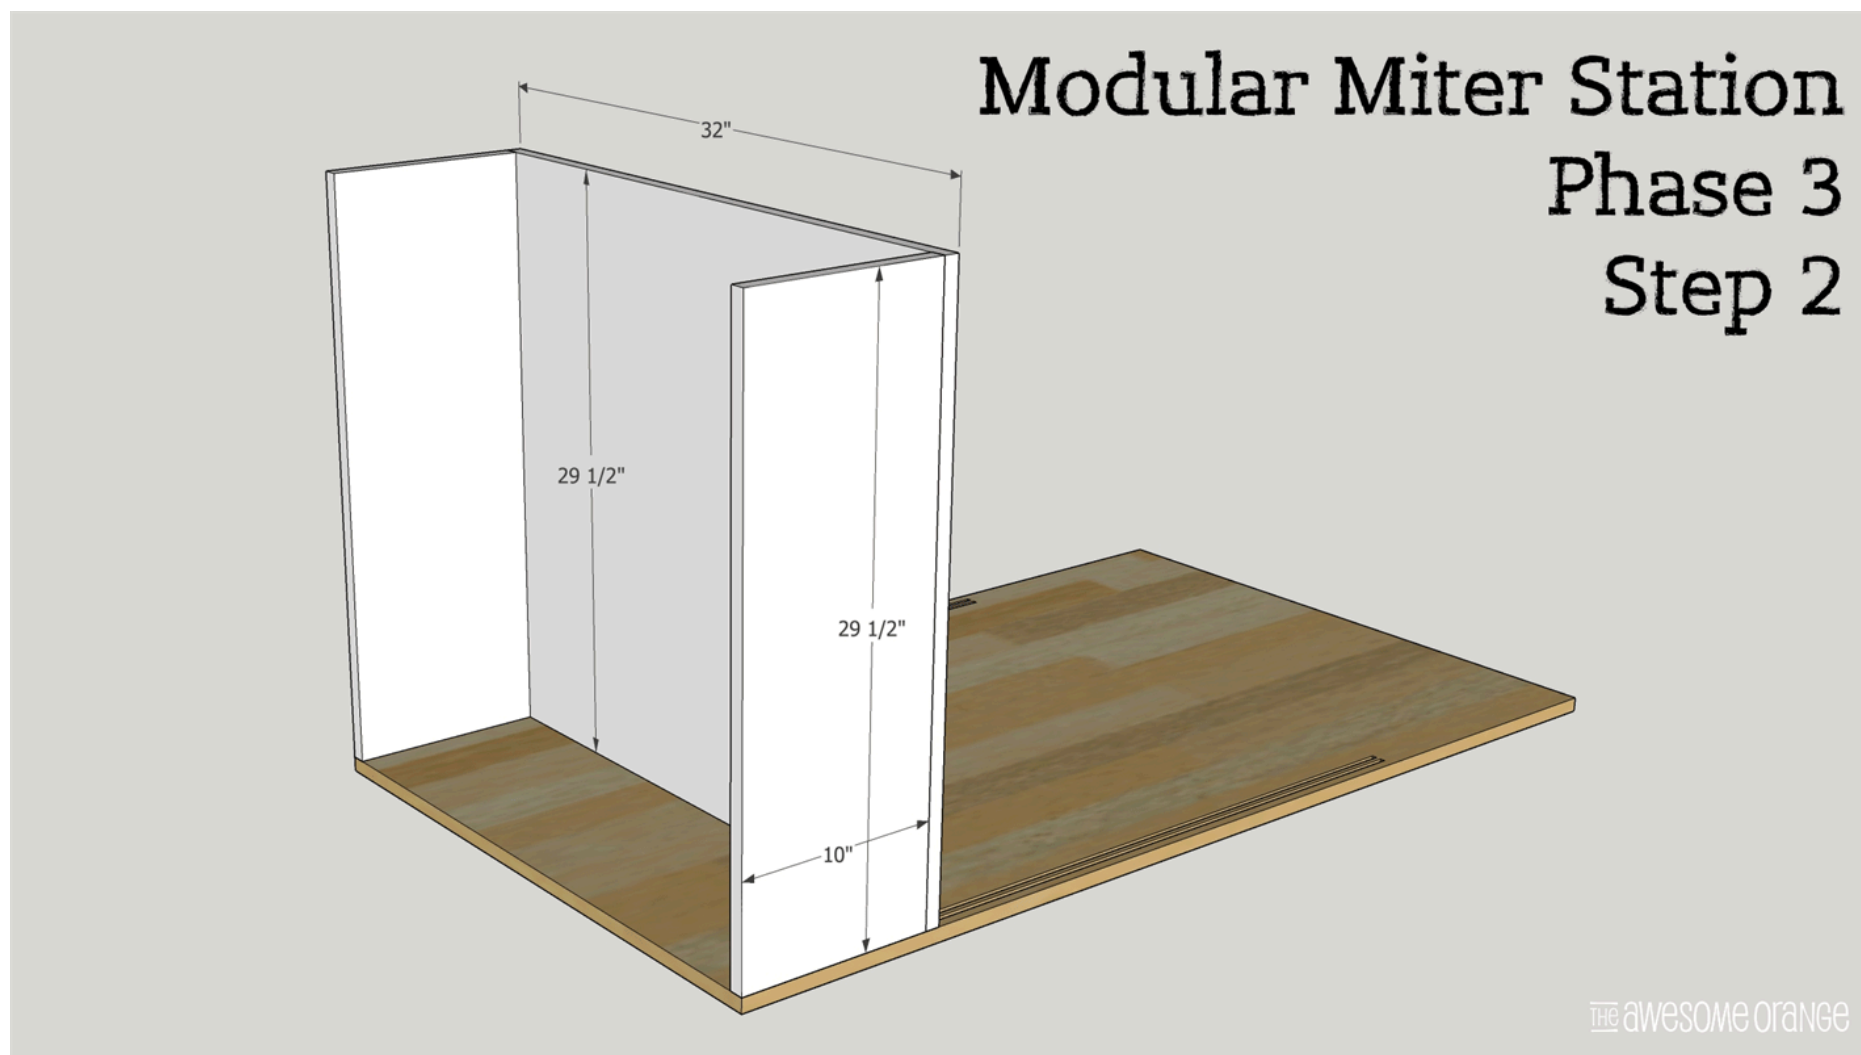 Modular Miter Station
Phase 3
Step 2
32"
29 1/2"
29 1/2"
10"
THE AWESOME ORANGE